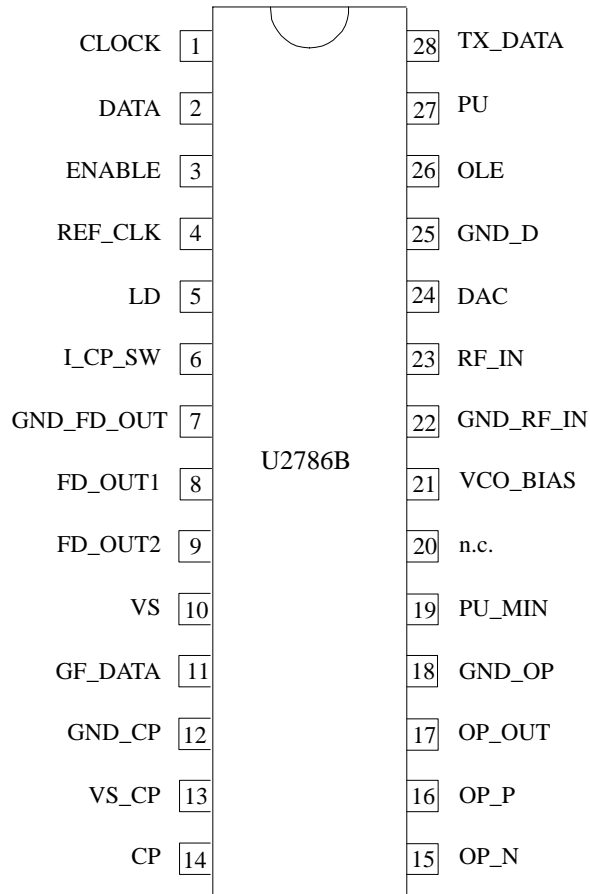 CLOCK 1 28 TX_DATA
DATA 2 27 PU
ENABLE 3 26 OLE
REF_CLK 4 25 GND_D
LD 5 24 DAC
I_CP_SW 6 23 RF_IN
GND_FD_OUT 7 22 GND_RF_IN
U2786B
FD_OUT1 8 21 VCO_BIAS
FD_OUT2 9 20 n.c.
VS 10 19 PU_MIN
GF_DATA 11 18 GND_OP
GND_CP 12 17 OP_OUT
VS_CP 13 16 OP_P
CP 14 15 OP_N